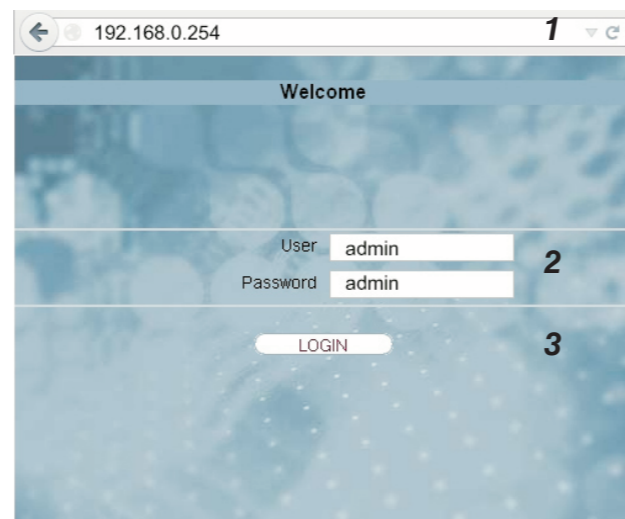 192.168.0.254 1
Welcome
User admin 2
Password admin
LOGIN 3